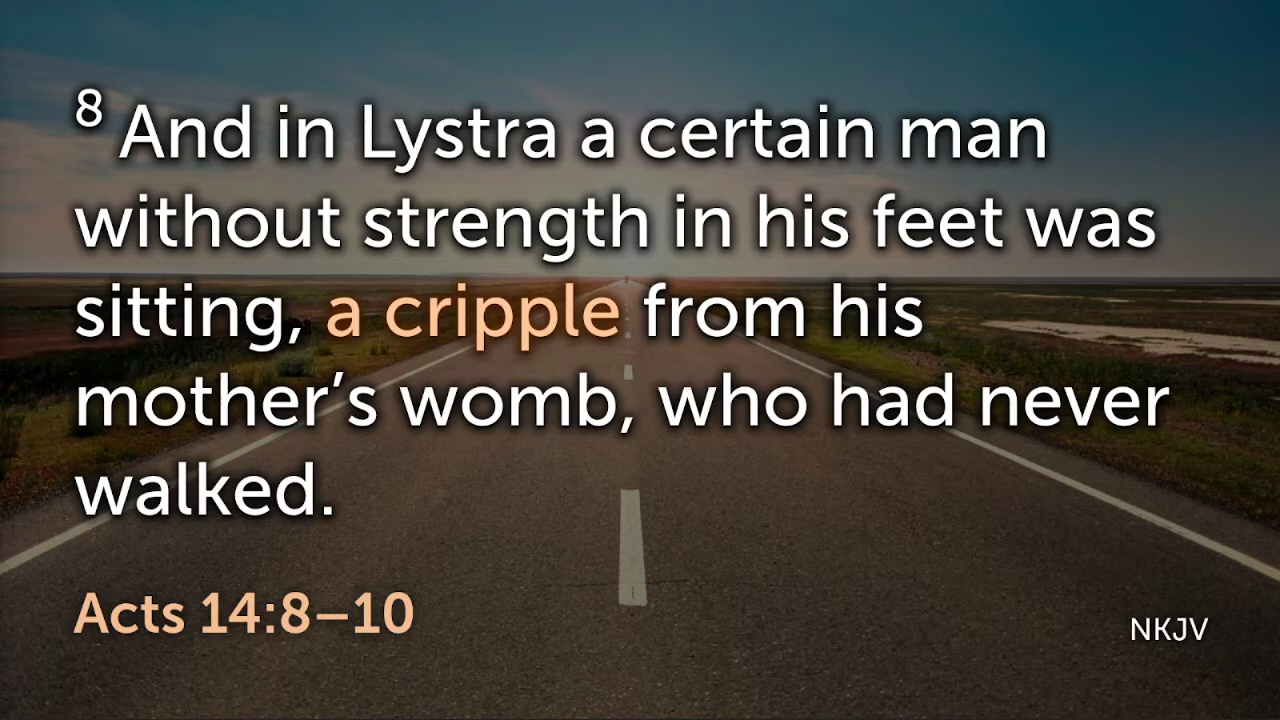 8 And in Lystra a certain man
without strength in his feet was
sitting, a cripple from his
mother’s womb, who had never
walked.
Acts 14:8–10
NKJV